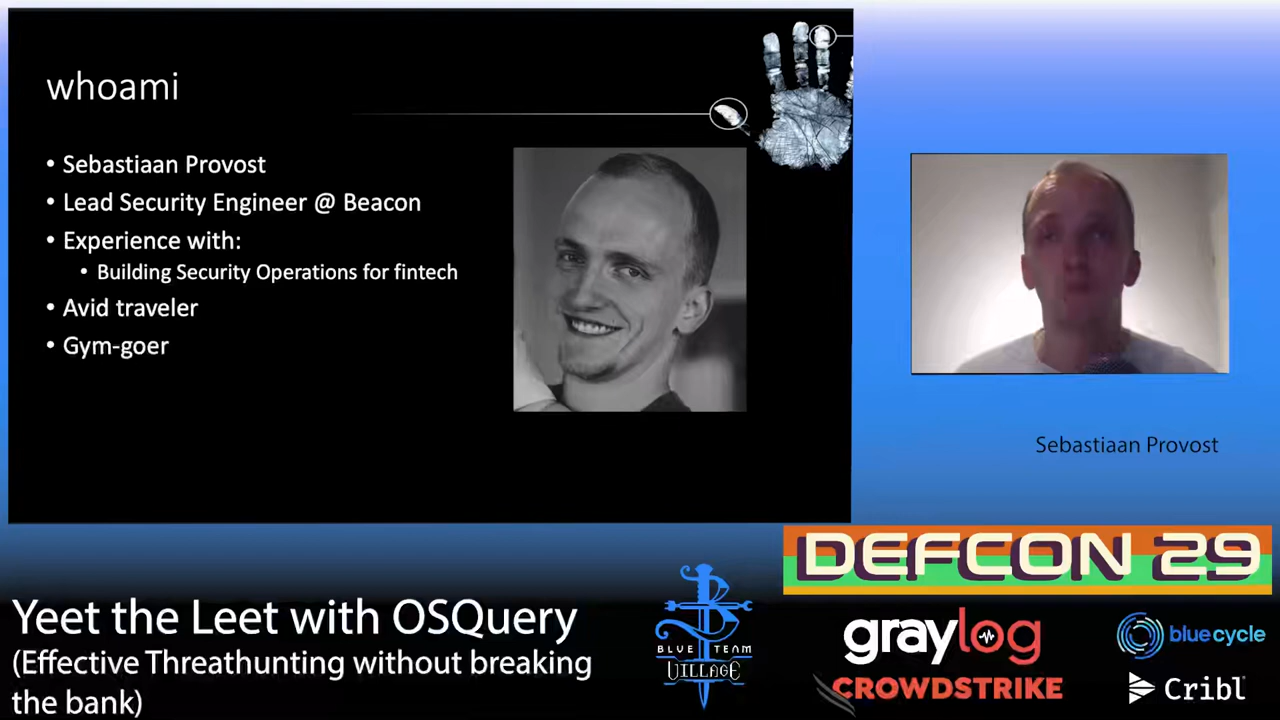 whoami
• Sebastiaan Provost
• Lead Security Engineer @ Beacon
• Experience with:
• Building Security Operations for fintech
• Avid traveler
• Gym-goer
Sebastiaan Provost
DEFCON 29
Yeet the Leet with OSQuery
(Effective Threathunting without breaking
the bank)
BLUE TEAM
VILLAGE
graylog
CROWDSTRIKE
bluecycle
Cribl